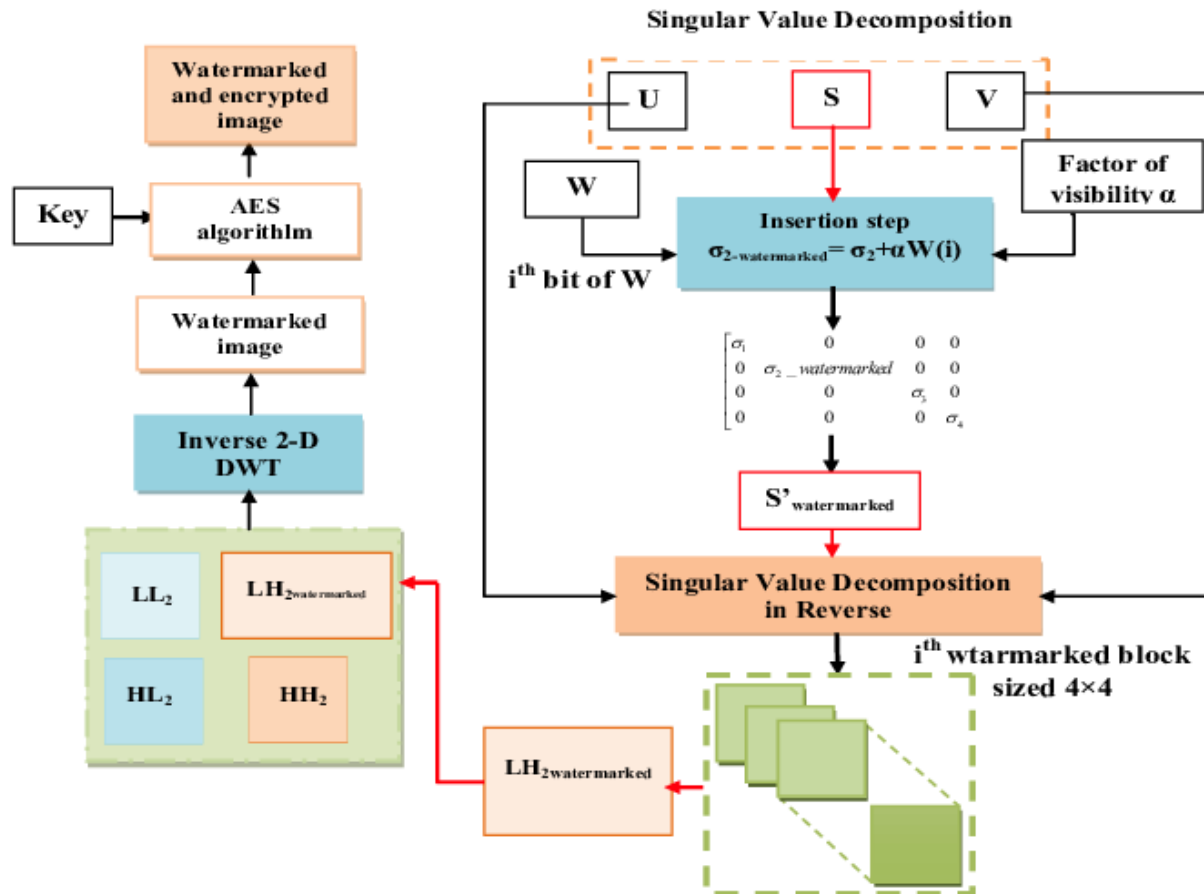 Singular Value Decomposition
U
S
V
W
Factor of
visibility α
Insertion step
σ2-watermarked= σ2+αW(i)
ith bit of W
σ1 0 0 0
0 σ2_watermarked 0 0
0 0 σ3 0
0 0 0 σ4
S’watermarked
Singular Value Decomposition
in Reverse
ith wtarmarked block
sized 4×4
LH2watermarked
LL2
LH2watermarked
HL2
HH2
Inverse 2-D
DWT
Watermarked
image
Key
AES
algorithlm
Watermarked
and encrypted
image